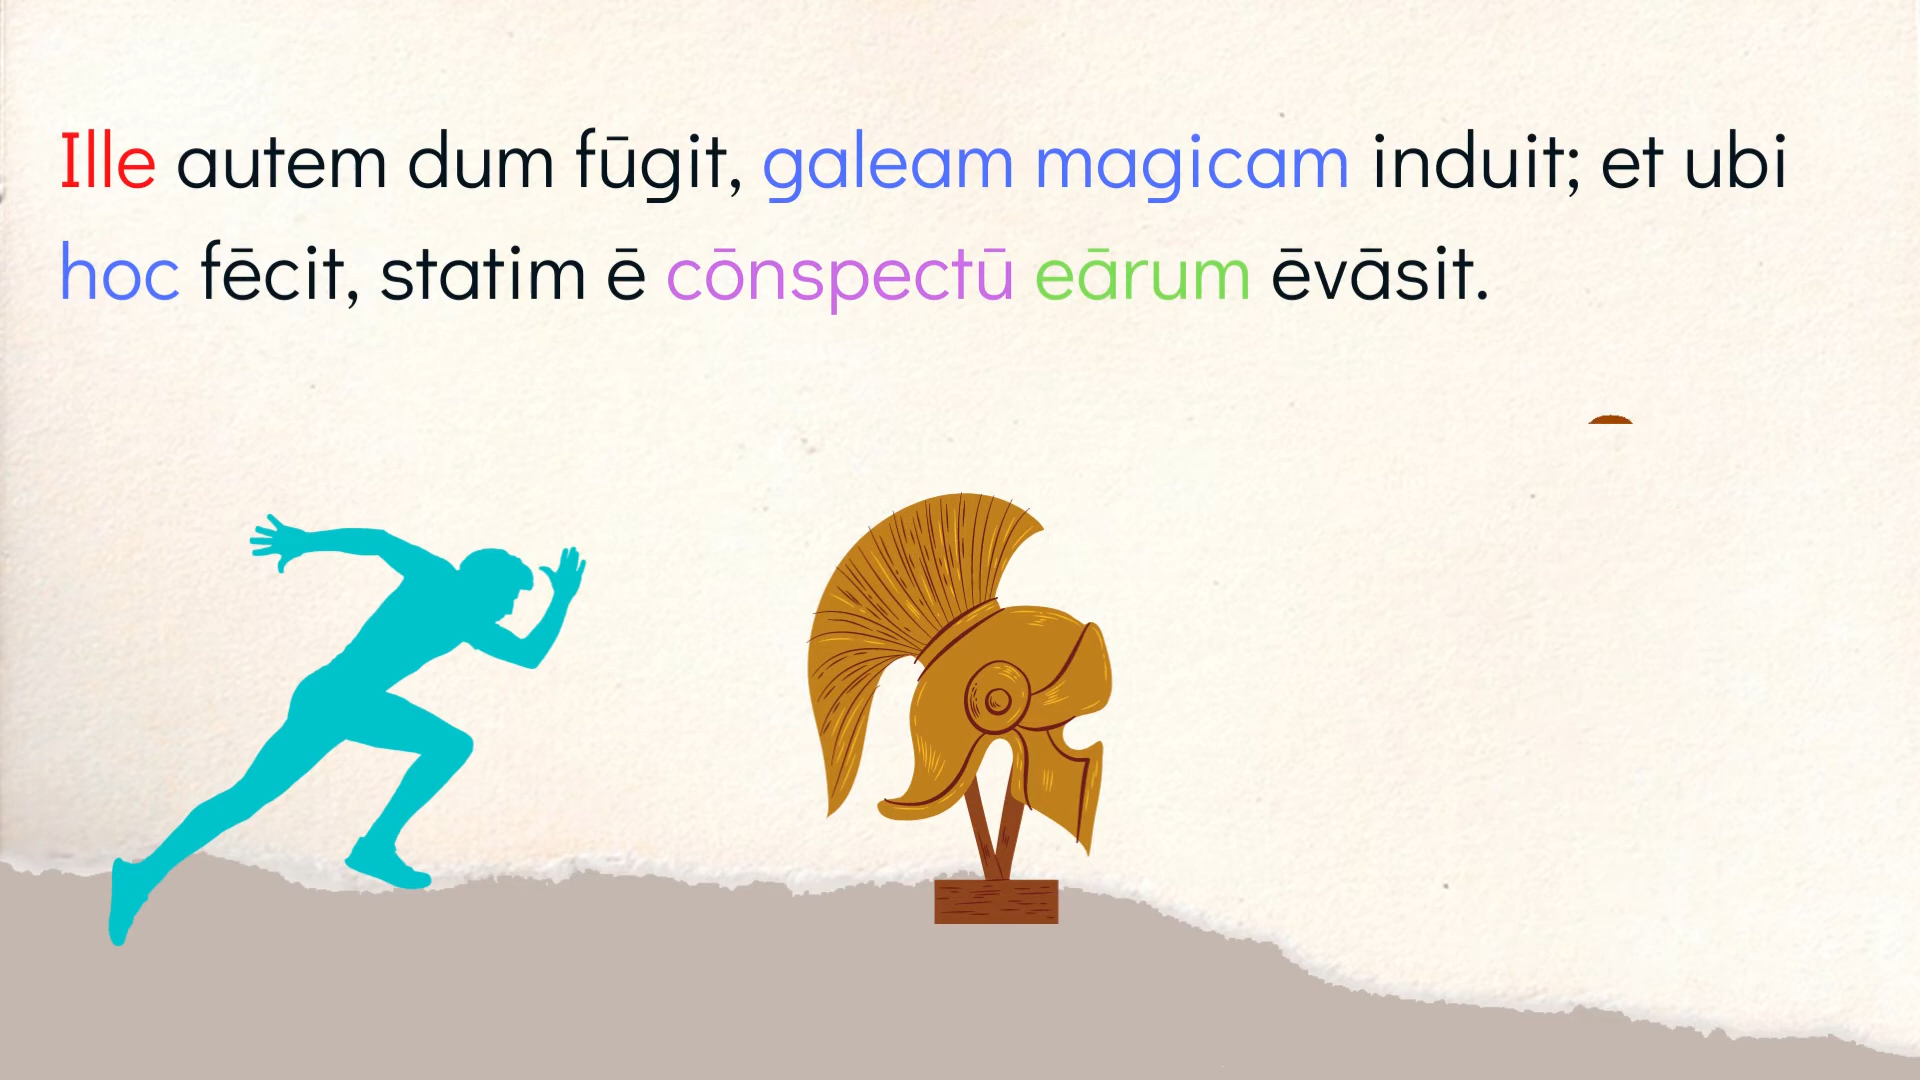 Ille autem dum fūgit, galeam magicam induit; et ubi
hoc fēcit, statim ē cōnspectū eārum ēvāsit.